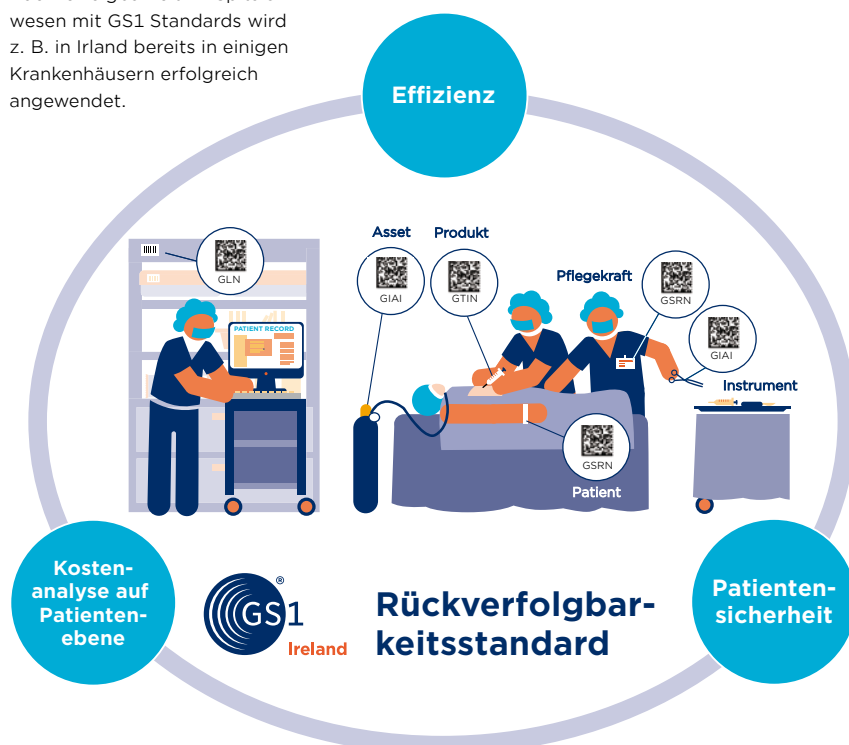 wesen mit GS1 Standards wird
z. B. in Irland bereits in einigen
Krankenhäusern erfolgreich
angewendet.
Effizienz
Asset
Produkt
GLN
GIAI
GTIN
Pflegekraft
GSRN
GIAI
PATIENT RECORD
Instrument
GSRN
Patient
Kosten-
analyse auf
Patienten-
ebene
GS1
®
Ireland
Rückverfolgbar-
keitsstandard
Patienten-
sicherheit